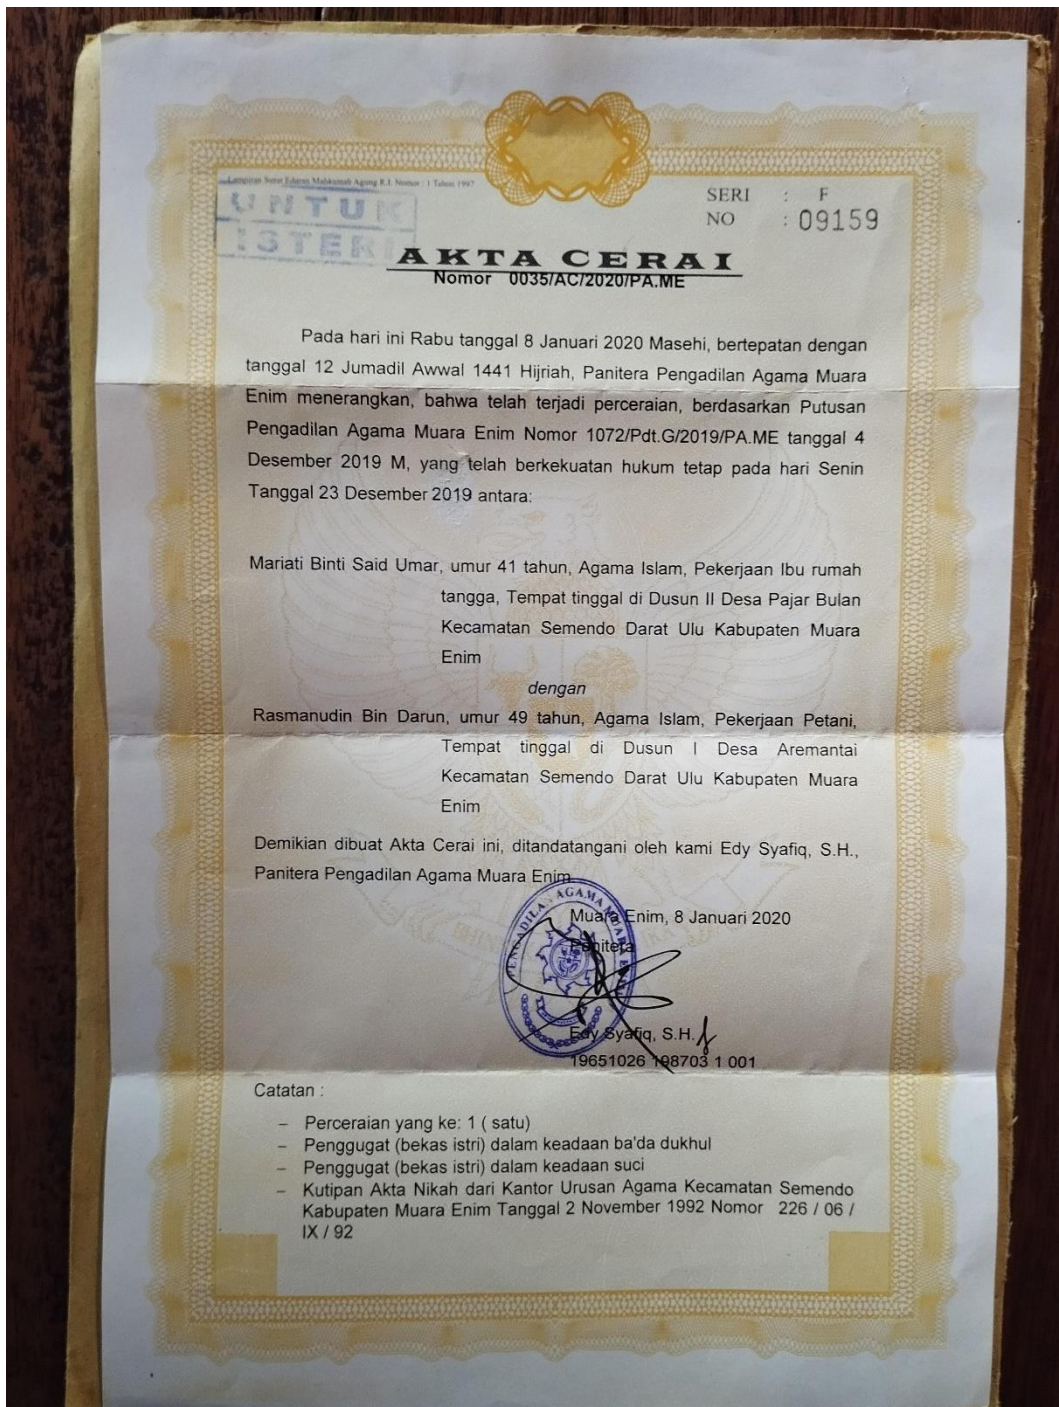 Lampiran Surat Edaran Mahkamah Agung R.I. Nomor : 1 Tahun 1997
UNTUK
ISTERI
SERI : F
NO : 09159
AKTA CERAI
Nomor 0035/AC/2020/PA.ME
Pada hari ini Rabu tanggal 8 Januari 2020 Masehi, bertepatan dengan
tanggal 12 Jumadil Awwal 1441 Hijriah, Panitera Pengadilan Agama Muara
Enim menerangkan, bahwa telah terjadi perceraian, berdasarkan Putusan
Pengadilan Agama Muara Enim Nomor 1072/Pdt.G/2019/PA.ME tanggal 4
Desember 2019 M, yang telah berkekuatan hukum tetap pada hari Senin
Tanggal 23 Desember 2019 antara:
Mariati Binti Said Umar, umur 41 tahun, Agama Islam, Pekerjaan Ibu rumah
tangga, Tempat tinggal di Dusun II Desa Pajar Bulan
Kecamatan Semendo Darat Ulu Kabupaten Muara
Enim
dengan
Rasmanudin Bin Darun, umur 49 tahun, Agama Islam, Pekerjaan Petani,
Tempat tinggal di Dusun I Desa Aremantai
Kecamatan Semendo Darat Ulu Kabupaten Muara
Enim
Demikian dibuat Akta Cerai ini, ditandatangani oleh kami Edy Syafiq, S.H.,
Panitera Pengadilan Agama Muara Enim.
PENGADILAN AGAMA MUARA ENIM
Muara Enim, 8 Januari 2020
Panitera
Edy Syafiq, S.H.
19651026 198703 1 001
Catatan :
– Perceraian yang ke: 1 ( satu)
– Penggugat (bekas istri) dalam keadaan ba'da dukhul
– Penggugat (bekas istri) dalam keadaan suci
– Kutipan Akta Nikah dari Kantor Urusan Agama Kecamatan Semendo
Kabupaten Muara Enim Tanggal 2 November 1992 Nomor 226 / 06 /
IX / 92